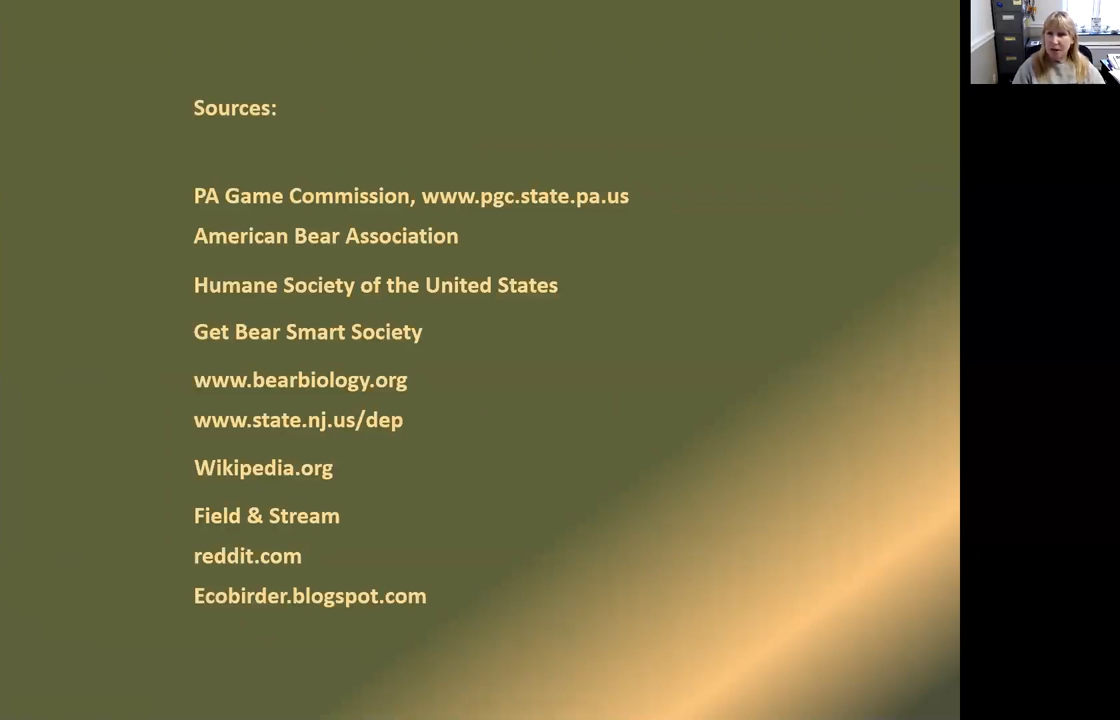 Sources:
PA Game Commission, www.pgc.state.pa.us
American Bear Association
Humane Society of the United States
Get Bear Smart Society
www.bearbiology.org
www.state.nj.us/dep
Wikipedia.org
Field & Stream
reddit.com
Ecobirder.blogspot.com